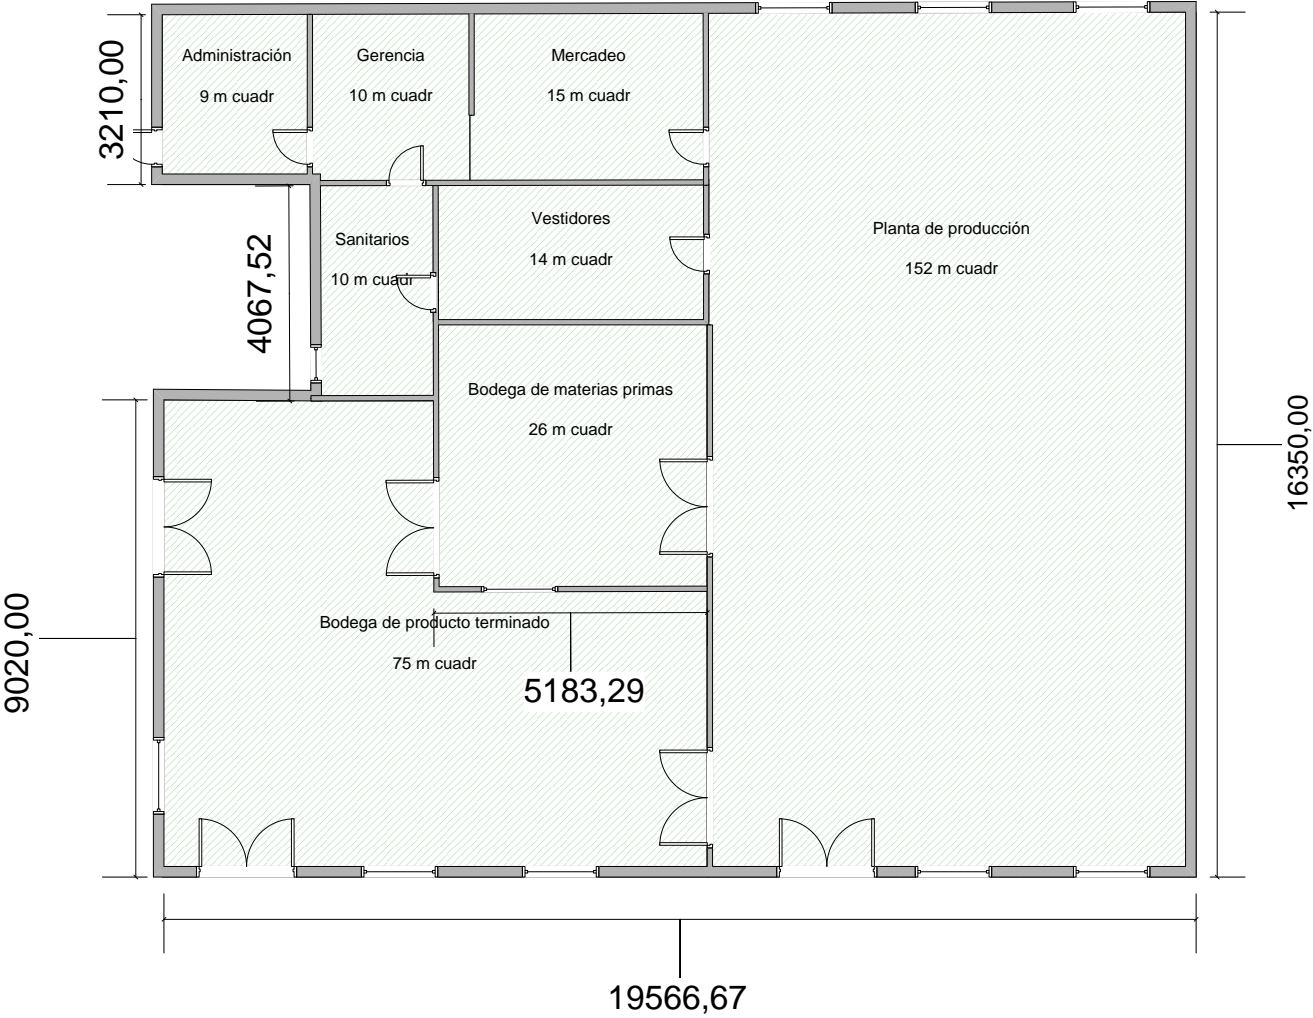 Administración
9 m cuadr
Gerencia
10 m cuadr
Mercadeo
15 m cuadr
3210,00
Sanitarios
10 m cuadr
Vestidores
14 m cuadr
Planta de producción
152 m cuadr
4067,52
Bodega de materias primas
26 m cuadr
16350,00
Bodega de producto terminado
75 m cuadr
9020,00
5183,29
19566,67